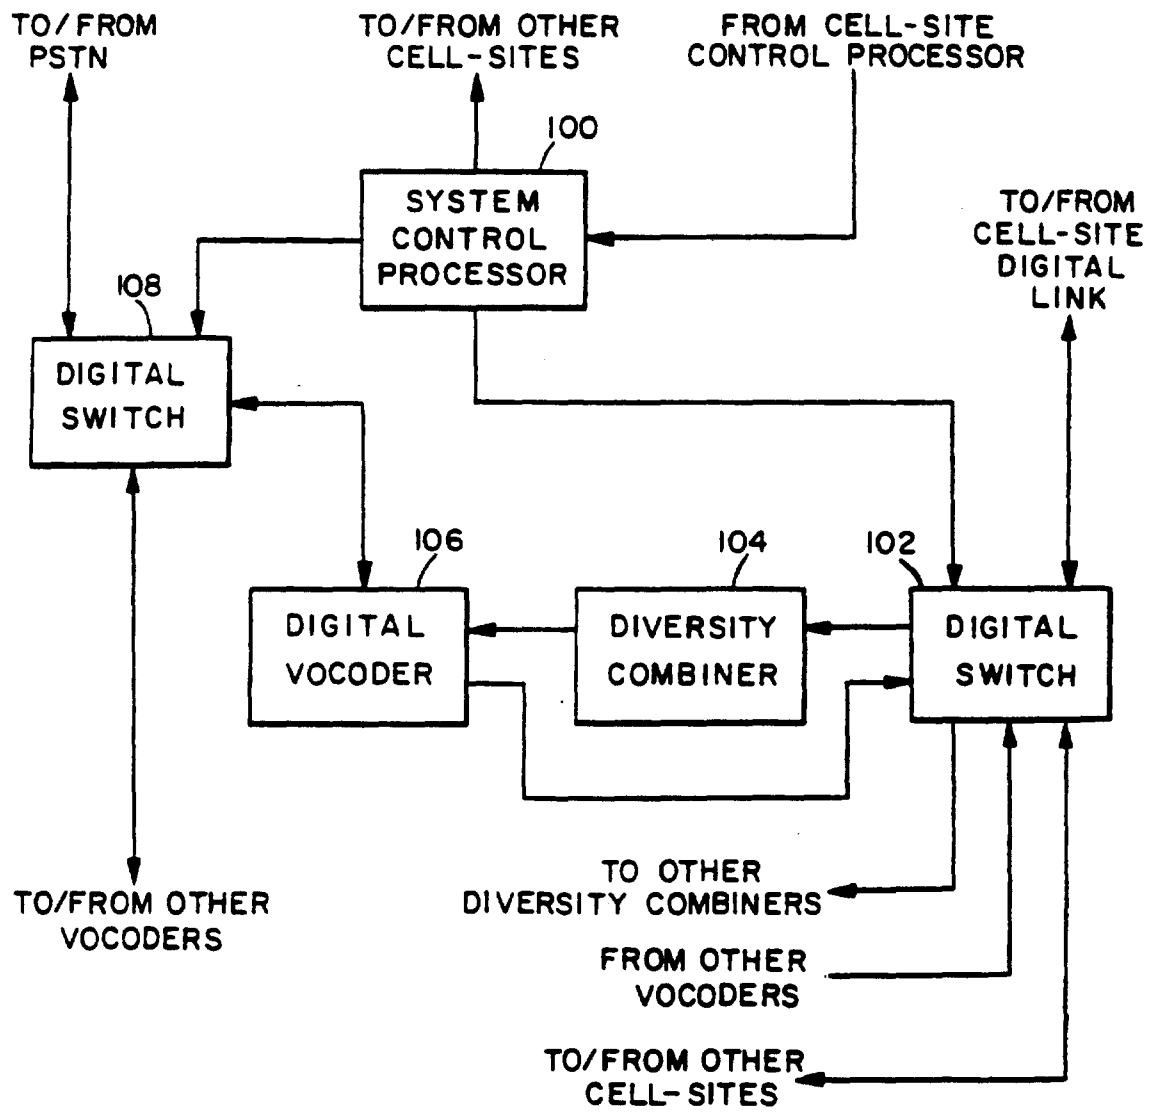 TO/FROM
PSTN
TO/FROM OTHER
CELL-SITES
FROM CELL-SITE
CONTROL PROCESSOR
100
SYSTEM
CONTROL
PROCESSOR
TO/FROM
CELL-SITE
DIGITAL
LINK
108
DIGITAL
SWITCH
106
DIGITAL
VOCODER
104
DIVERSITY
COMBINER
102
DIGITAL
SWITCH
TO OTHER
DIVERSITY COMBINERS
TO/FROM OTHER
VOCODERS
FROM OTHER
VOCODERS
TO/FROM OTHER
CELL-SITES